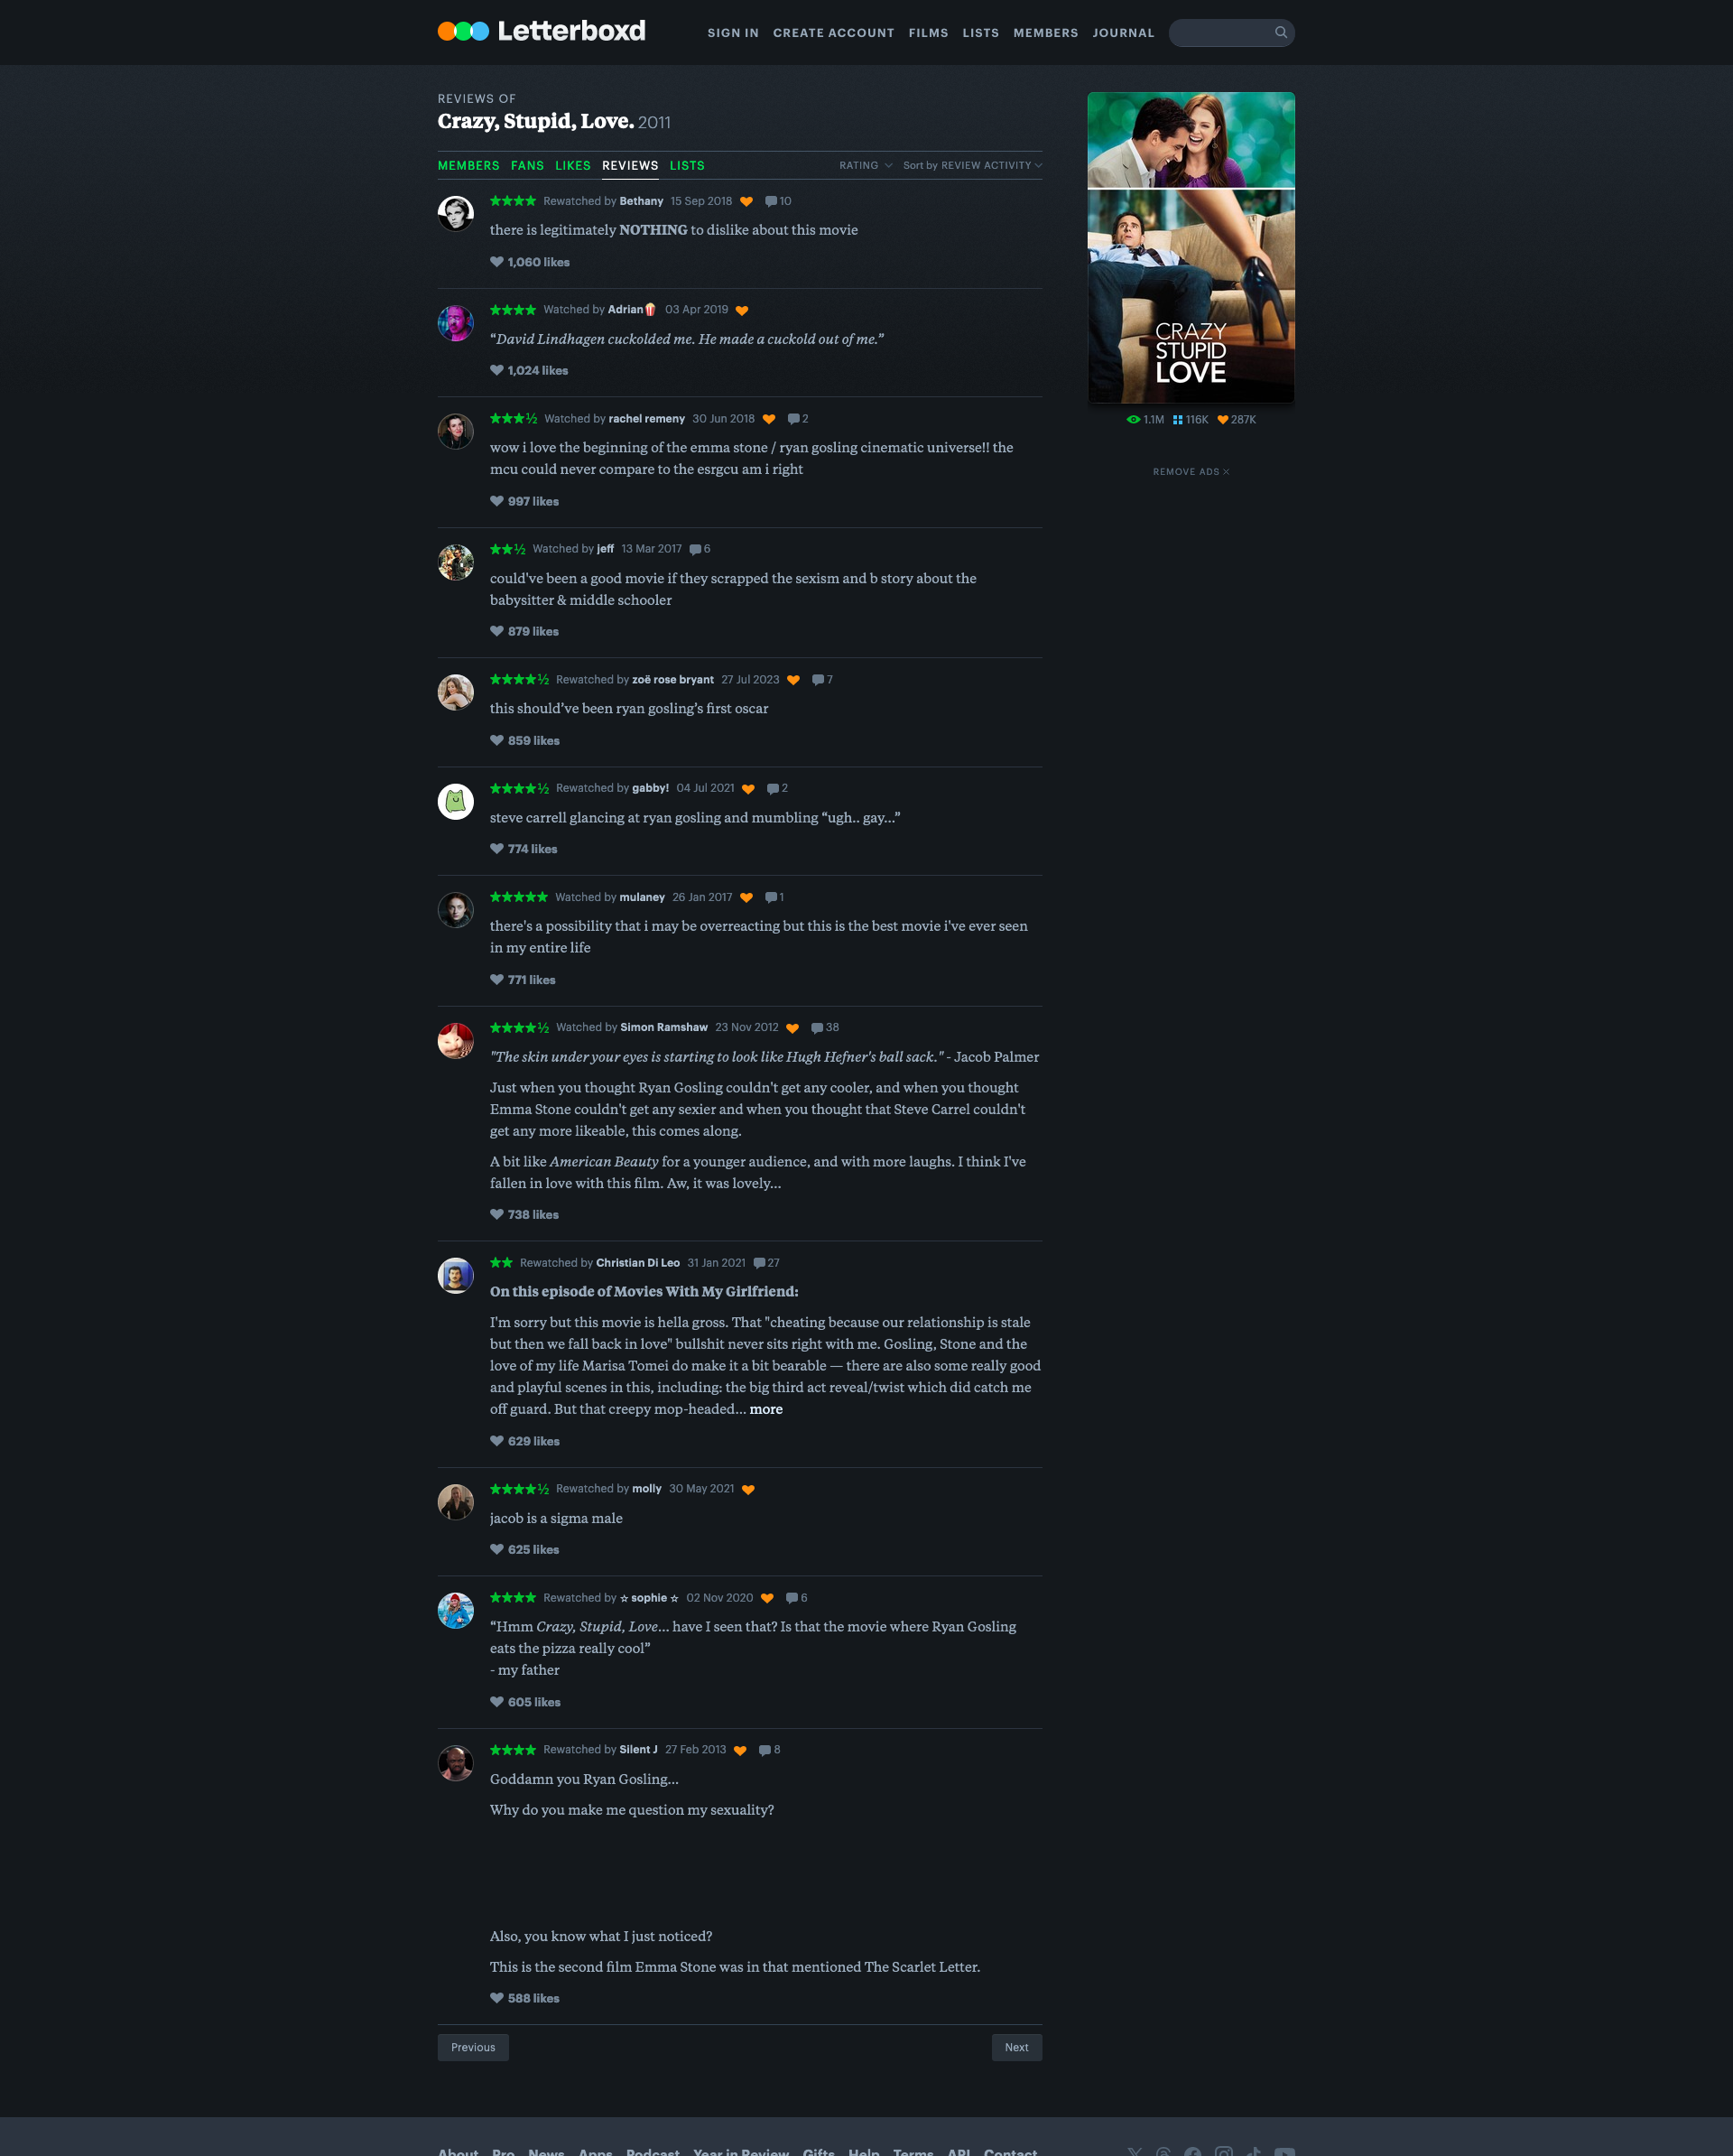 Letterboxd
SIGN IN CREATE ACCOUNT FILMS LISTS MEMBERS JOURNAL
REVIEWS OF
Crazy, Stupid, Love. 2011
MEMBERS FANS LIKES REVIEWS LISTS RATING Sort by REVIEW ACTIVITY
★★★★ Rewatched by Bethany 15 Sep 2018 10
there is legitimately NOTHING to dislike about this movie
1,060 likes
★★★★ Watched by Adrian🍿 03 Apr 2019
“David Lindhagen cuckolded me. He made a cuckold out of me.”
1,024 likes
★★★½ Watched by rachel remeny 30 Jun 2018 2
wow i love the beginning of the emma stone / ryan gosling cinematic universe!! the
mcu could never compare to the esrgcu am i right
997 likes
★★½ Watched by jeff 13 Mar 2017 6
could've been a good movie if they scrapped the sexism and b story about the
babysitter & middle schooler
879 likes
★★★★½ Rewatched by zoë rose bryant 27 Jul 2023 7
this should’ve been ryan gosling’s first oscar
859 likes
★★★★½ Rewatched by gabby! 04 Jul 2021 2
steve carrell glancing at ryan gosling and mumbling “ugh.. gay…”
774 likes
★★★★★ Watched by mulaney 26 Jan 2017 1
there's a possibility that i may be overreacting but this is the best movie i've ever seen
in my entire life
771 likes
★★★★½ Watched by Simon Ramshaw 23 Nov 2012 38
"The skin under your eyes is starting to look like Hugh Hefner's ball sack." - Jacob Palmer
Just when you thought Ryan Gosling couldn't get any cooler, and when you thought
Emma Stone couldn't get any sexier and when you thought that Steve Carrel couldn't
get any more likeable, this comes along.
A bit like American Beauty for a younger audience, and with more laughs. I think I've
fallen in love with this film. Aw, it was lovely...
738 likes
★★ Rewatched by Christian Di Leo 31 Jan 2021 27
On this episode of Movies With My Girlfriend:
I'm sorry but this movie is hella gross. That "cheating because our relationship is stale
but then we fall back in love" bullshit never sits right with me. Gosling, Stone and the
love of my life Marisa Tomei do make it a bit bearable — there are also some really good
and playful scenes in this, including: the big third act reveal/twist which did catch me
off guard. But that creepy mop-headed… more
629 likes
★★★★½ Rewatched by molly 30 May 2021
jacob is a sigma male
625 likes
★★★★ Rewatched by ☆ sophie ☆ 02 Nov 2020 6
“Hmm Crazy, Stupid, Love… have I seen that? Is that the movie where Ryan Gosling
eats the pizza really cool”
- my father
605 likes
★★★★ Rewatched by Silent J 27 Feb 2013 8
Goddamn you Ryan Gosling...
Why do you make me question my sexuality?
Also, you know what I just noticed?
This is the second film Emma Stone was in that mentioned The Scarlet Letter.
588 likes
Previous Next
CRAZY
STUPID
LOVE
1.1M 116K 287K
REMOVE ADS
About Pro News Apps Podcast Year in Review Gifts Help Terms API Contact